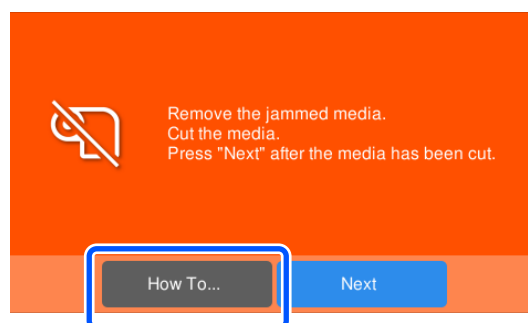 Remove the jammed media.
Cut the media.
Press "Next" after the media has been cut.
How To...
Next